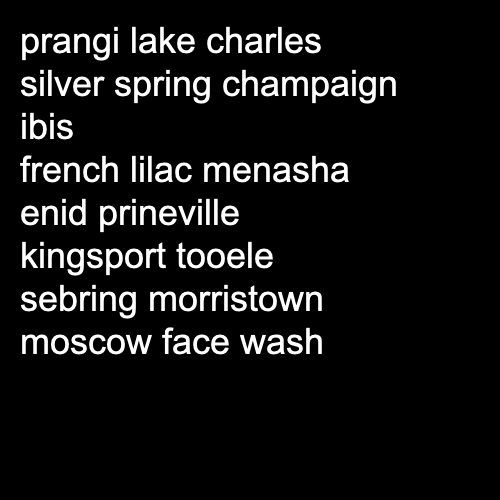 prangi lake charles
silver spring champaign
ibis
french lilac menasha
enid prineville
kingsport tooele
sebring morristown
moscow face wash